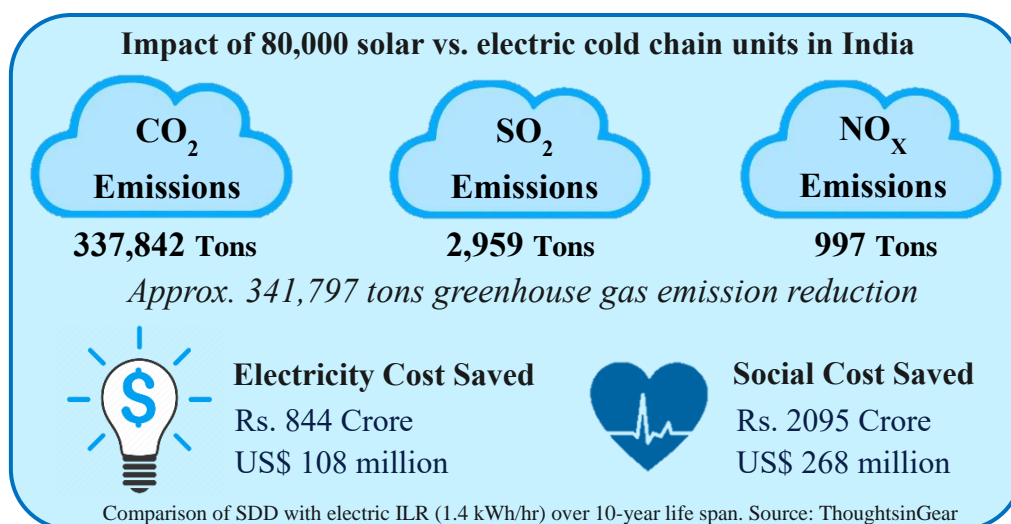 Impact of 80,000 solar vs. electric cold chain units in India
CO₂ Emissions
SO₂ Emissions
NOₓ Emissions
337,842 Tons
2,959 Tons
997 Tons
Approx. 341,797 tons greenhouse gas emission reduction
$
Electricity Cost Saved
Rs. 844 Crore
US$ 108 million
Social Cost Saved
Rs. 2095 Crore
US$ 268 million
Comparison of SDD with electric ILR (1.4 kWh/hr) over 10-year life span. Source: ThoughtsinGear